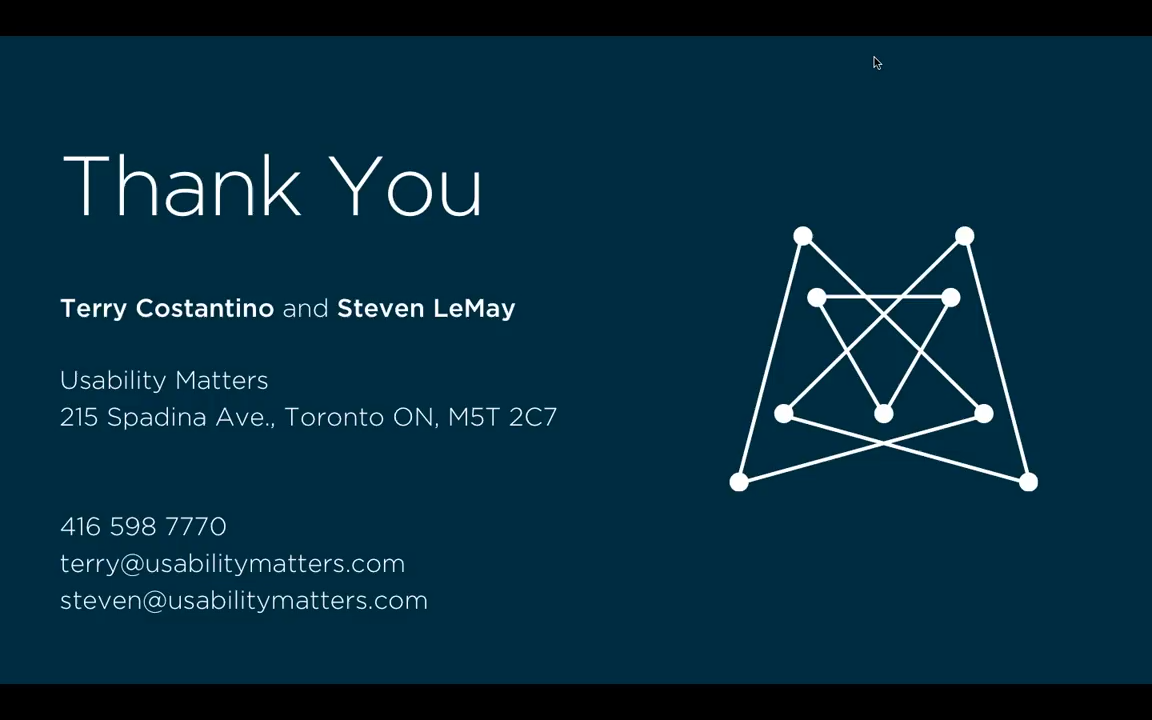 Thank You
Terry Costantino and Steven LeMay
Usability Matters
215 Spadina Ave., Toronto ON, M5T 2C7
416 598 7770
terry@usabilitymatters.com
steven@usabilitymatters.com